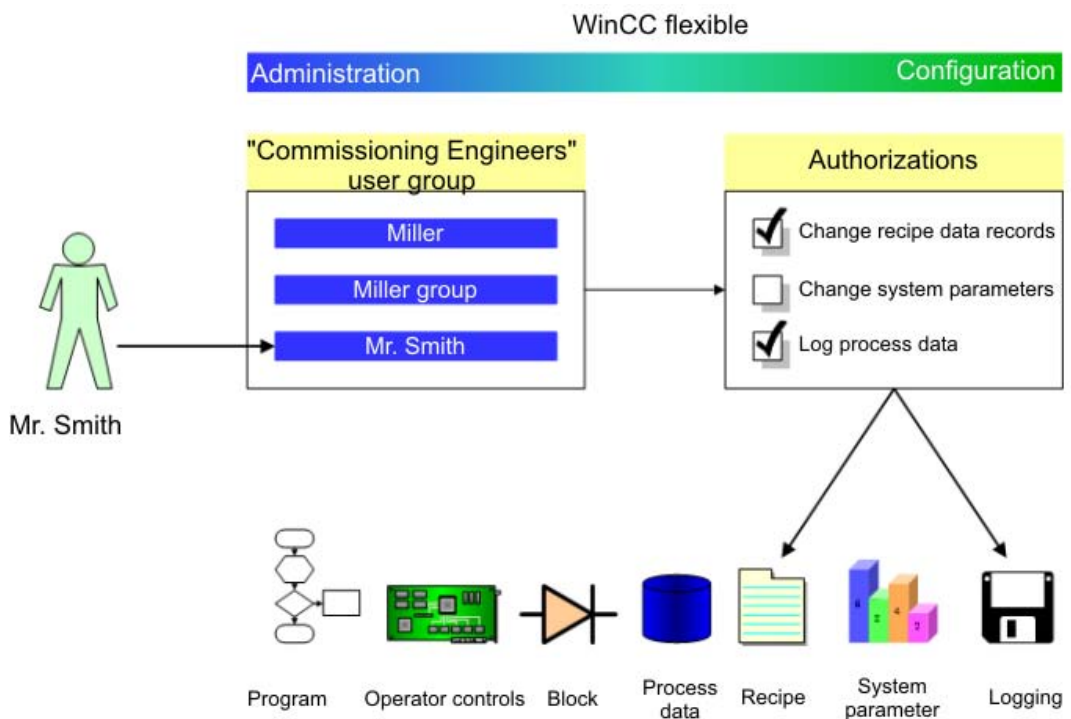 WinCC flexible
Administration
Configuration
"Commissioning Engineers"
user group
Authorizations
Miller
Miller group
Mr. Smith
Change recipe data records
Change system parameters
Log process data
Mr. Smith
Program
Operator controls
Block
Process
data
Recipe
System
parameter
Logging